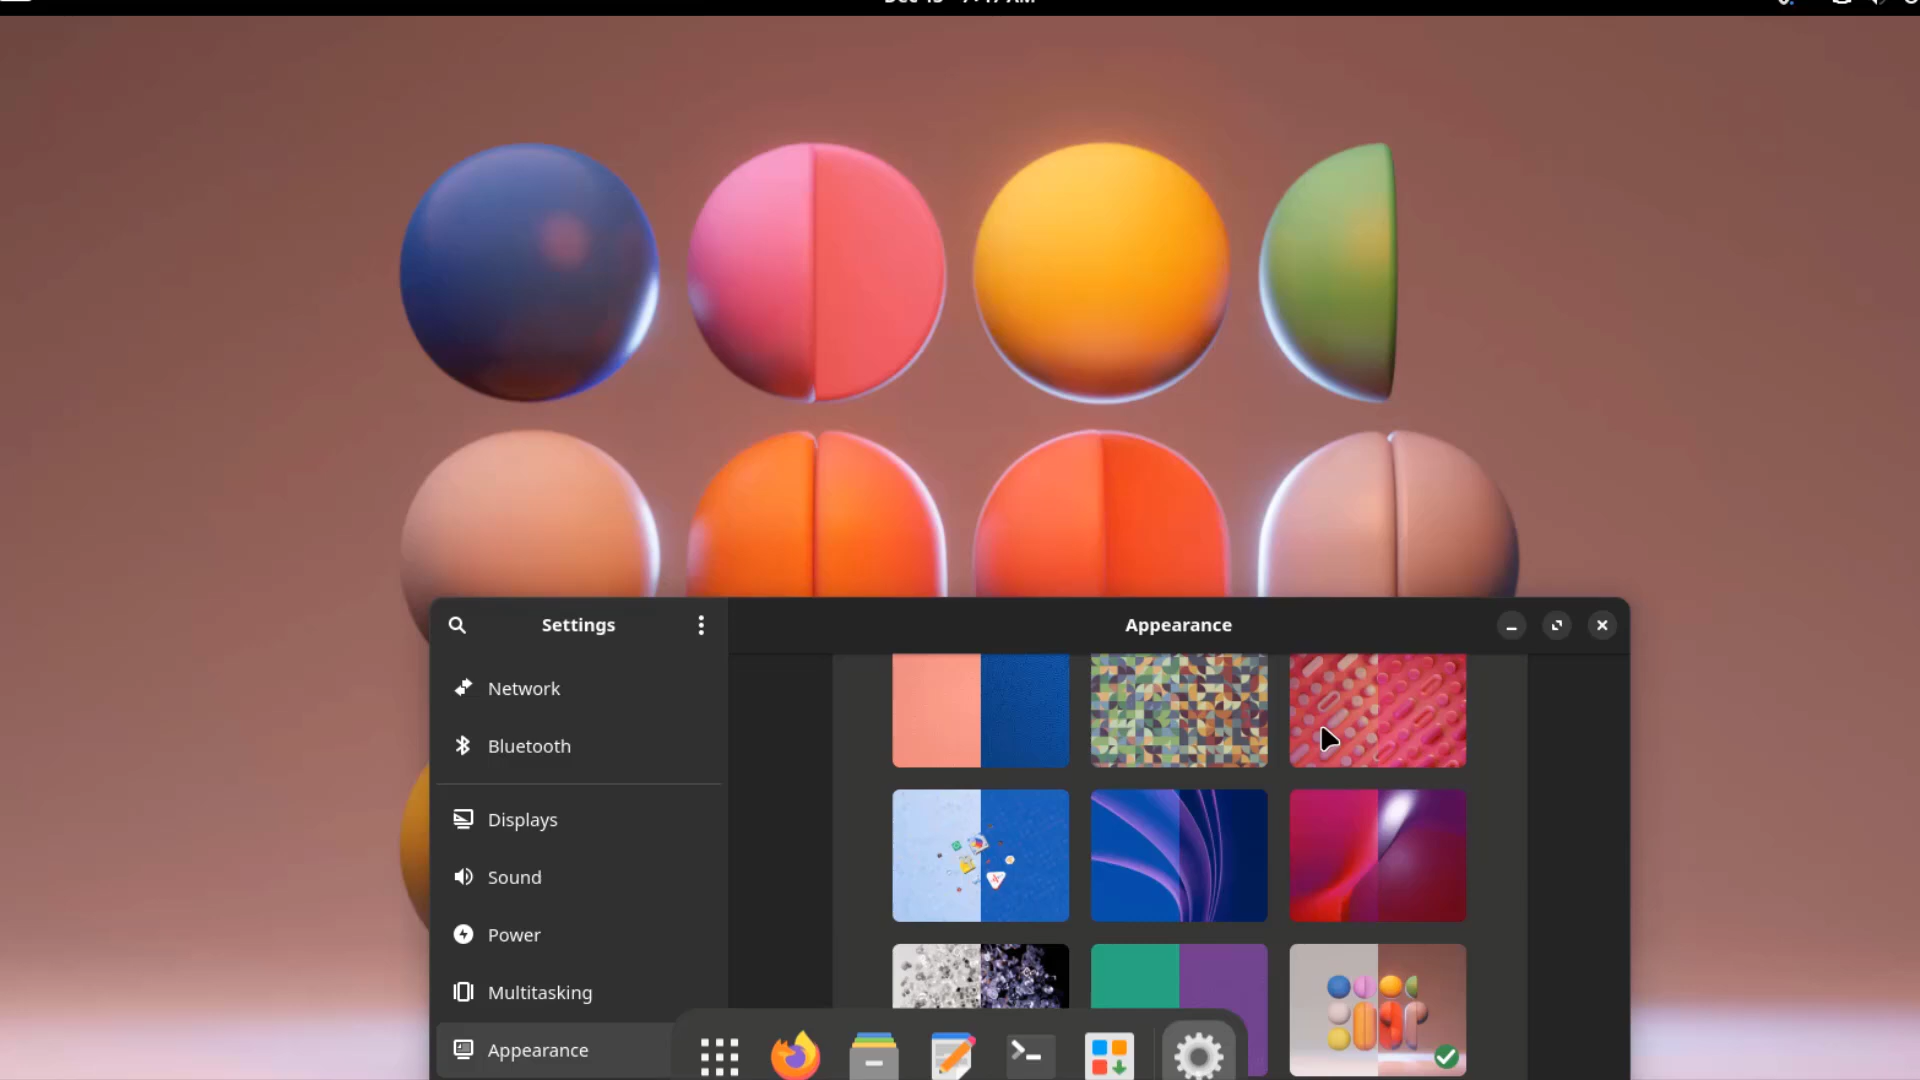 Settings
Appearance
Network
Bluetooth
Displays
Sound
Power
Multitasking
Appearance